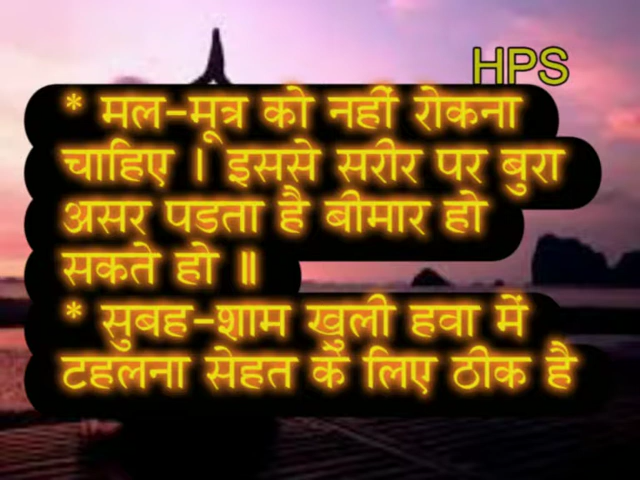 HPS
* मल-मूत्र को नहीं रोकना
चाहिए । इससे सरीर पर बुरा
असर पडता है बीमार हो
सकते हो ॥
* सुबह-शाम खुली हवा में
टहलना सेहत के लिए ठीक है